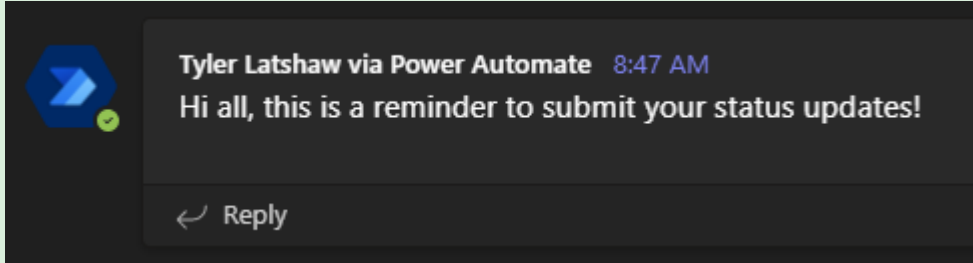 Tyler Latshaw via Power Automate 8:47 AM
Hi all, this is a reminder to submit your status updates!
Reply